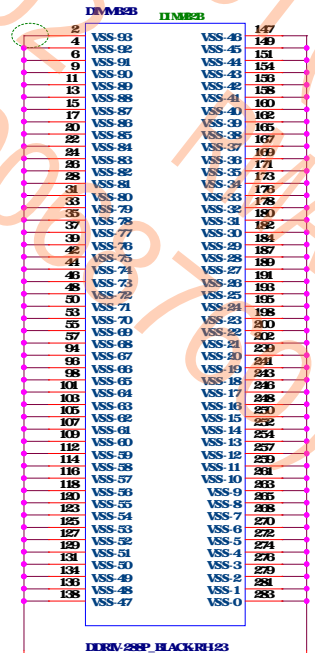 DIMMB2B DIMMB2B
2 VSS-93 VSS-46 147
4 VSS-92 VSS-45 149
6 VSS-91 VSS-44 151
9 VSS-90 VSS-43 154
11 VSS-89 VSS-42 156
13 VSS-88 VSS-41 158
15 VSS-87 VSS-40 160
17 VSS-86 VSS-39 162
20 VSS-85 VSS-38 165
22 VSS-84 VSS-37 167
24 VSS-83 VSS-36 169
26 VSS-82 VSS-35 171
28 VSS-81 VSS-34 173
31 VSS-80 VSS-33 176
33 VSS-79 VSS-32 178
35 VSS-78 VSS-31 180
37 VSS-77 VSS-30 182
39 VSS-76 VSS-29 184
42 VSS-75 VSS-28 187
44 VSS-74 VSS-27 189
46 VSS-73 VSS-26 191
48 VSS-72 VSS-25 193
50 VSS-71 VSS-24 195
53 VSS-70 VSS-23 198
55 VSS-69 VSS-22 200
57 VSS-68 VSS-21 202
94 VSS-67 VSS-20 239
96 VSS-66 VSS-19 241
98 VSS-65 VSS-18 243
101 VSS-64 VSS-17 246
103 VSS-63 VSS-16 248
105 VSS-62 VSS-15 250
107 VSS-61 VSS-14 252
109 VSS-60 VSS-13 254
112 VSS-59 VSS-12 257
114 VSS-58 VSS-11 259
116 VSS-57 VSS-10 261
118 VSS-56 VSS-9 263
120 VSS-55 VSS-8 265
123 VSS-54 VSS-7 268
125 VSS-53 VSS-6 270
127 VSS-52 VSS-5 272
129 VSS-51 VSS-4 274
131 VSS-50 VSS-3 276
134 VSS-49 VSS-2 279
136 VSS-48 VSS-1 281
138 VSS-47 VSS-0 283
DDRIV-288P_BLACK-RH-23